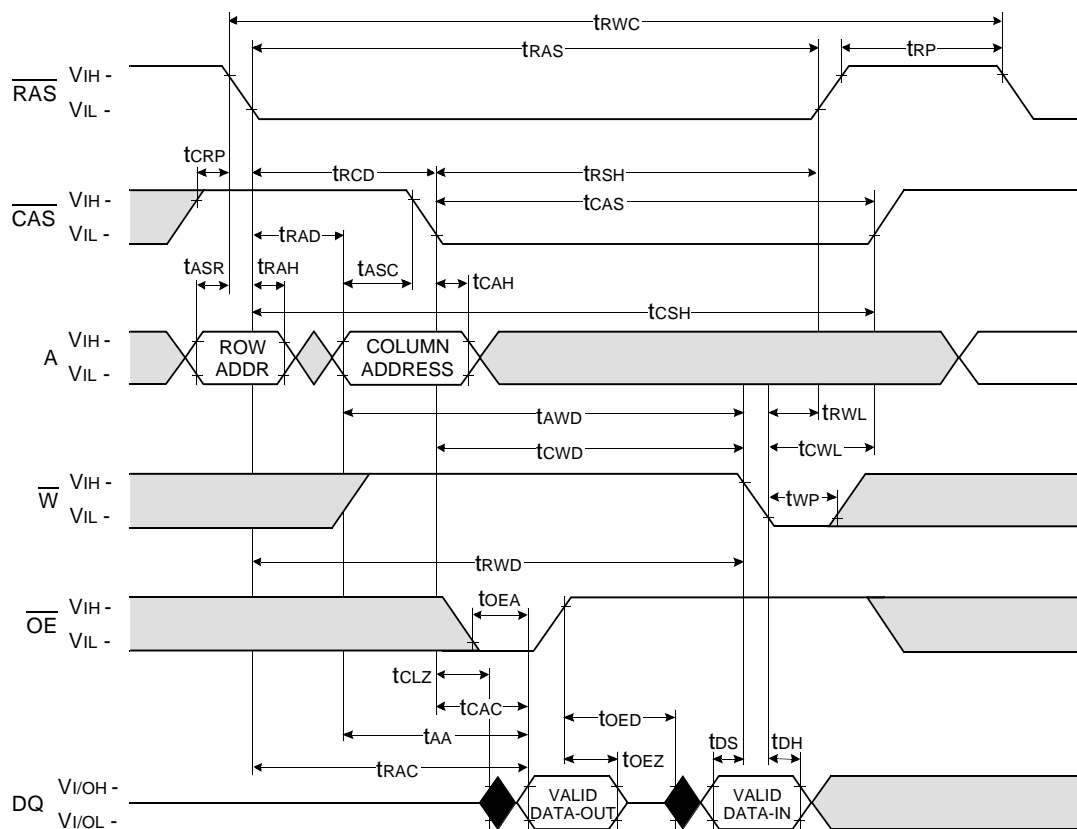 tRWC
tRAS
tRP
RAS
VIH -
VIL -
tCRP
tRCD
tRSH
CAS
VIH -
VIL -
tCAS
tRAD
tASR
tRAH
tASC
tCAH
tCSH
A
VIH -
VIL -
ROW
ADDR
COLUMN
ADDRESS
tAWD
tRWL
tCWD
tCWL
W
VIH -
VIL -
tWP
tRWD
OE
VIH -
VIL -
tOEA
tCLZ
tCAC
tOED
tAA
tOEZ
tDS
tDH
tRAC
DQ
VI/OH -
VI/OL -
VALID
DATA-OUT
VALID
DATA-IN